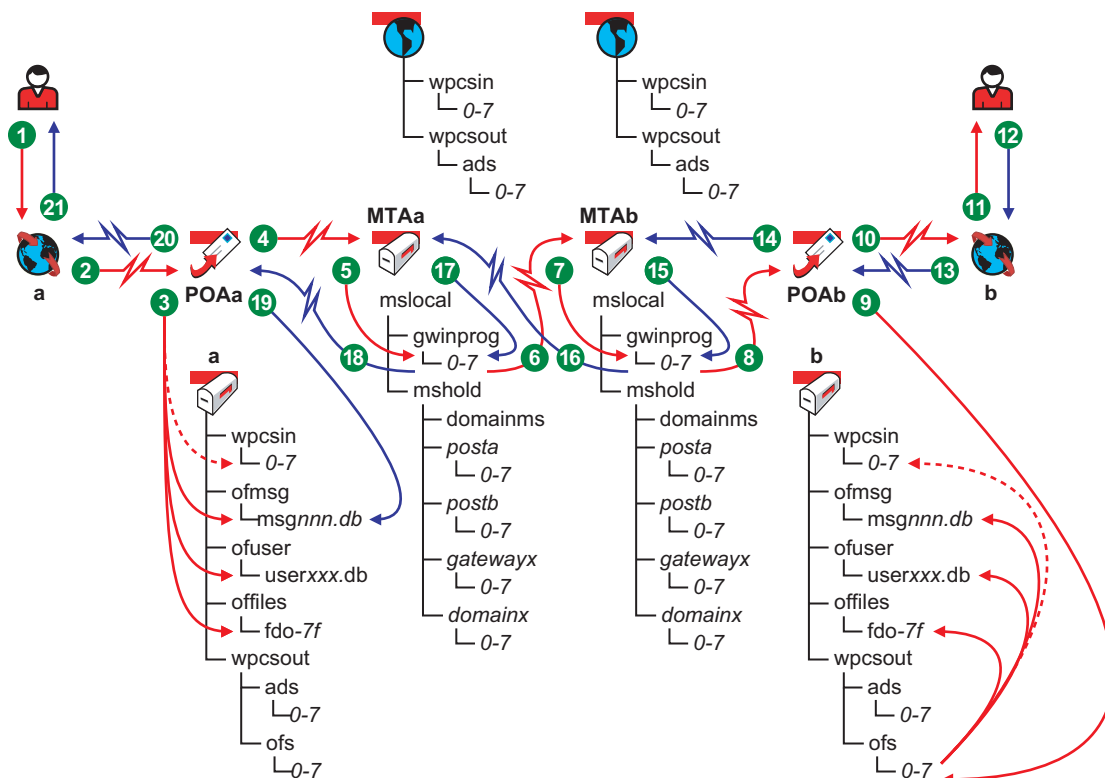 wpcsin
0-7
wpcsout
ads
0-7
wpcsin
0-7
wpcsout
ads
0-7
1
21
12
11
20
2
a
4
POAa
3
19
MTAa
5
17
18
6
MTAb
7
15
16
8
14
POAb
10
9
13
b
mslocal
gwinprog
0-7
mshold
domainms
posta
0-7
postb
0-7
gatewayx
0-7
domainx
0-7
mslocal
gwinprog
0-7
mshold
domainms
posta
0-7
postb
0-7
gatewayx
0-7
domainx
0-7
a
wpcsin
0-7
ofmsg
msgnnn.db
ofuser
userxxx.db
offiles
fdo-7f
wpcsout
ads
0-7
ofs
0-7
b
wpcsin
0-7
ofmsg
msgnnn.db
ofuser
userxxx.db
offiles
fdo-7f
wpcsout
ads
0-7
ofs
0-7